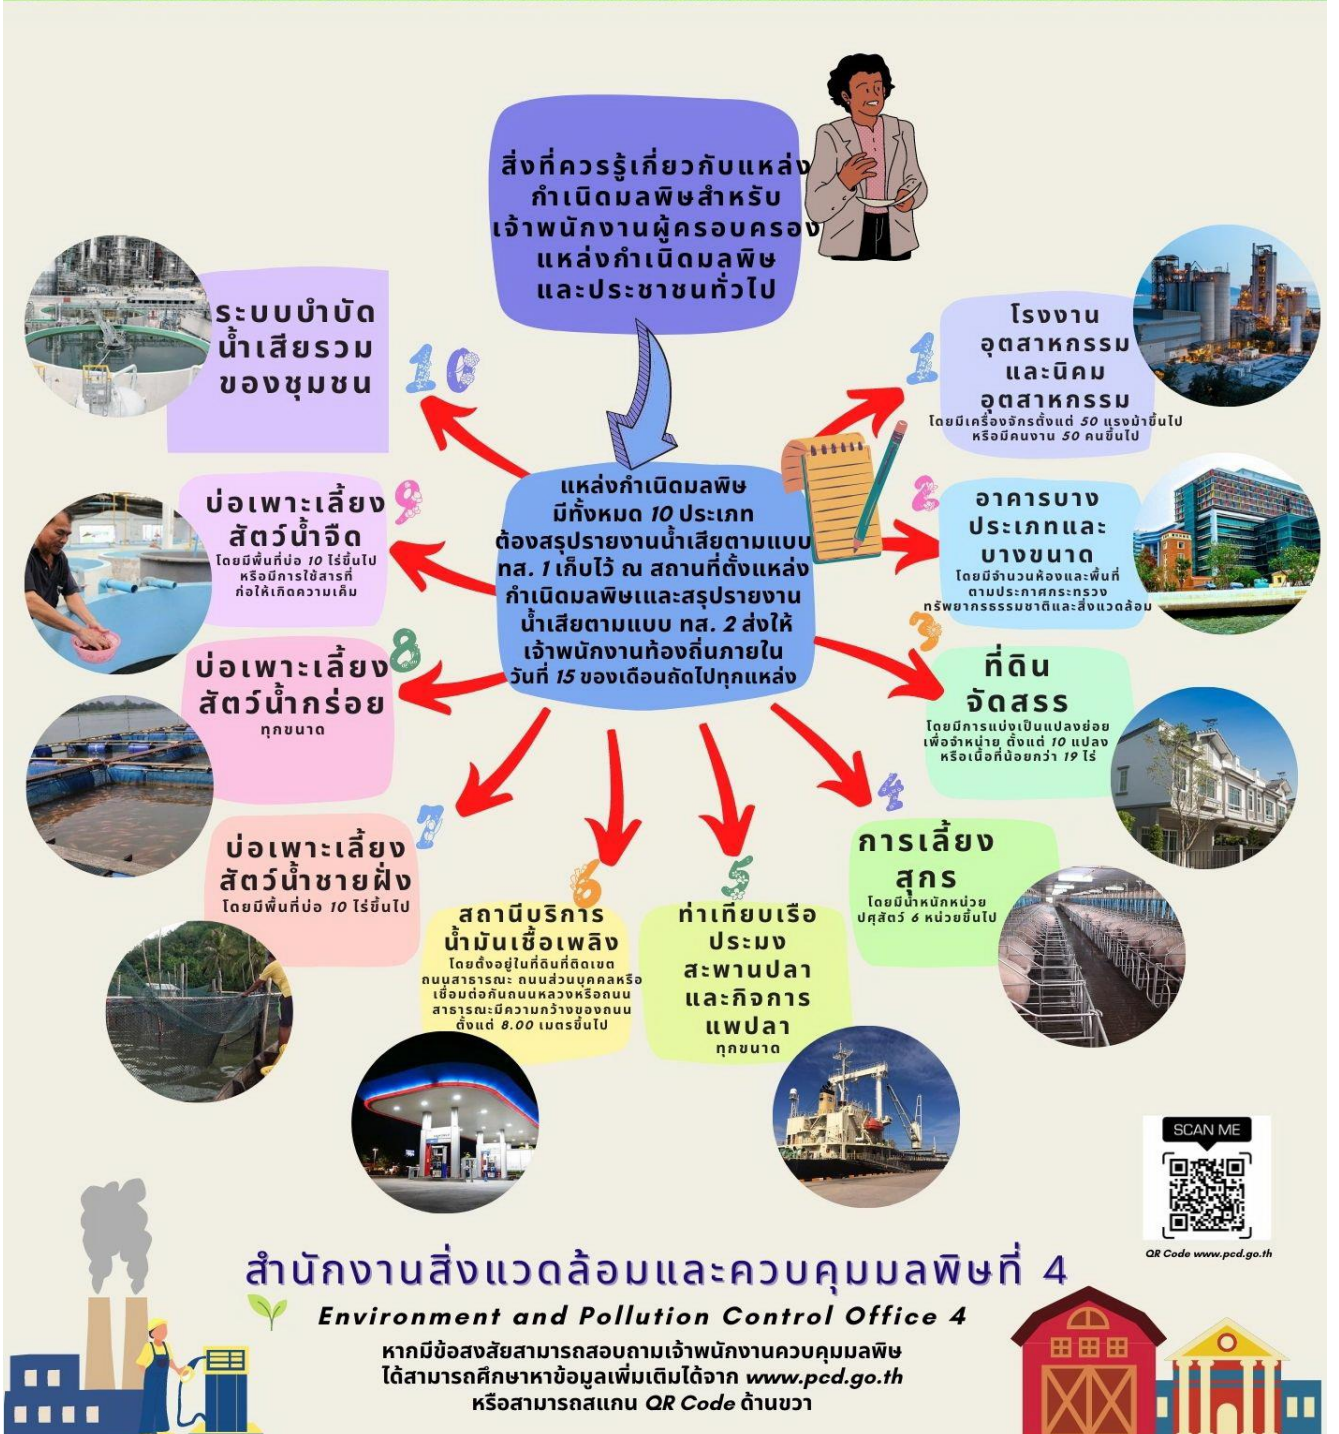 สิ่งที่ควรรู้เกี่ยวกับแหล่ง
กำเนิดมลพิษสำหรับ
เจ้าพนักงานผู้ครอบครอง
แหล่งกำเนิดมลพิษ
และประชาชนทั่วไป
แหล่งกำเนิดมลพิษ
มีทั้งหมด 10 ประเภท
ต้องสรุปรายงานน้ำเสียตามแบบ
ทส. 1 เก็บไว้ ณ สถานที่ตั้งแหล่ง
กำเนิดมลพิษเเละสรุปรายงาน
น้ำเสียตามแบบ ทส. 2 ส่งให้
เจ้าพนักงานท้องถิ่นภายใน
วันที่ 15 ของเดือนถัดไปทุกแหล่ง
1
โรงงาน
อุตสาหกรรม
และนิคม
อุตสาหกรรม
โดยมีเครื่องจักรตั้งแต่ 50 แรงม้าขึ้นไป
หรือมีคนงาน 50 คนขึ้นไป
2
อาคารบาง
ประเภทและ
บางขนาด
โดยมีจำนวนห้องและพื้นที่
ตามประกาศกระทรวง
ทรัพยากรธรรมชาติและสิ่งแวดล้อม
3
ที่ดิน
จัดสรร
โดยมีการแบ่งเป็นแปลงย่อย
เพื่อจำหน่าย ตั้งแต่ 10 แปลง
หรือเนื้อที่น้อยกว่า 19 ไร่
4
การเลี้ยง
สุกร
โดยมีน้ำหนักหน่วย
ปศุสัตว์ 6 หน่วยขึ้นไป
5
ท่าเทียบเรือ
ประมง
สะพานปลา
และกิจการ
แพปลา
ทุกขนาด
6
สถานีบริการ
น้ำมันเชื้อเพลิง
โดยตั้งอยู่ในที่ดินที่ติดเขต
ถนนสาธารณะ ถนนส่วนบุคคลหรือ
เชื่อมต่อกับถนนหลวงหรือถนน
สาธารณะมีความกว้างของถนน
ตั้งแต่ 8.00 เมตรขึ้นไป
7
บ่อเพาะเลี้ยง
สัตว์น้ำชายฝั่ง
โดยมีพื้นที่บ่อ 10 ไร่ขึ้นไป
8
บ่อเพาะเลี้ยง
สัตว์น้ำกร่อย
ทุกขนาด
9
บ่อเพาะเลี้ยง
สัตว์น้ำจืด
โดยมีพื้นที่บ่อ 10 ไร่ขึ้นไป
หรือมีการใช้สารที่
ก่อให้เกิดความเค็ม
10
ระบบบำบัด
น้ำเสียรวม
ของชุมชน
SCAN ME
QR Code www.pcd.go.th
สำนักงานสิ่งแวดล้อมและควบคุมมลพิษที่ 4
Environment and Pollution Control Office 4
หากมีข้อสงสัยสามารถสอบถามเจ้าพนักงานควบคุมมลพิษ
ได้สามารถศึกษาหาข้อมูลเพิ่มเติมได้จาก www.pcd.go.th
หรือสามารถสแกน QR Code ด้านขวา